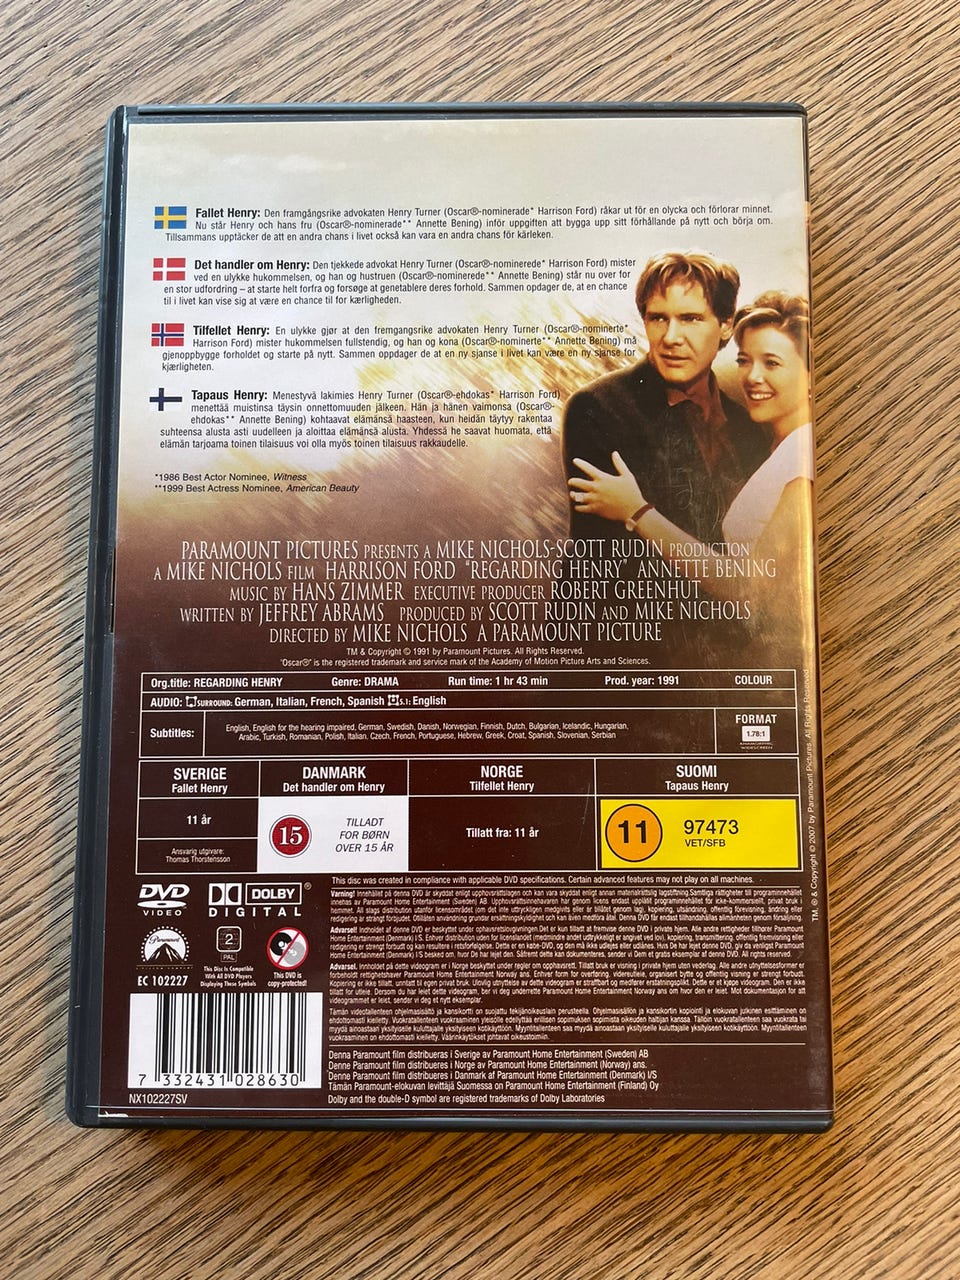 Fallet Henry: Den framgångsrike advokaten Henry Turner (Oscar®-nominerade* Harrison Ford) råkar ut för en olycka och förlorar minnet.
Nu står Henry och hans fru (Oscar®-nominerade** Annette Bening) inför uppgiften att bygga upp sitt förhållande på nytt och börja om.
Tillsammans upptäcker de att en andra chans i livet också kan vara en andra chans för kärleken.
Det handler om Henry: Den tjekkede advokat Henry Turner (Oscar®-nominerede* Harrison Ford) mister
ved en ulykke hukommelsen, og han og hustruen (Oscar®-nominerede** Annette Bening) står nu over for
en stor udfordring – at starte helt forfra og forsøge at genetablere deres forhold. Sammen opdager de, at en chance
til i livet kan vise sig at være en chance til for kærligheden.
Tilfellet Henry: En ulykke gjør at den fremgangsrike advokaten Henry Turner (Oscar®-nominerte*
Harrison Ford) mister hukommelsen fullstendig, og han og kona (Oscar®-nominerte** Annette Bening) må
gjenoppbygge forholdet og starte på nytt. Sammen oppdager de at en ny sjanse i livet kan være en ny sjanse for
kjærligheten.
Tapaus Henry: Menestyvä lakimies Henry Turner (Oscar®-ehdokas* Harrison Ford)
menettää muistinsa täysin onnettomuuden jälkeen. Hän ja hänen vaimonsa (Oscar®-
ehdokas** Annette Bening) kohtaavat elämänsä haasteen, kun heidän täytyy rakentaa
suhteensa alusta asti uudelleen ja aloittaa elämänsä alusta. Yhdessä he saavat huomata, että
elämän tarjoama toinen tilaisuus voi olla myös toinen tilaisuus rakkaudelle.
*1986 Best Actor Nominee, Witness
**1999 Best Actress Nominee, American Beauty
PARAMOUNT PICTURES PRESENTS A MIKE NICHOLS-SCOTT RUDIN PRODUCTION
A MIKE NICHOLS FILM HARRISON FORD "REGARDING HENRY" ANNETTE BENING
MUSIC BY HANS ZIMMER EXECUTIVE PRODUCER ROBERT GREENHUT
WRITTEN BY JEFFREY ABRAMS PRODUCED BY SCOTT RUDIN AND MIKE NICHOLS
DIRECTED BY MIKE NICHOLS A PARAMOUNT PICTURE
TM & Copyright © 1991 by Paramount Pictures. All Rights Reserved.
"Oscar®" is the registered trademark and service mark of the Academy of Motion Picture Arts and Sciences.
Org.title: REGARDING HENRY Genre: DRAMA Run time: 1 hr 43 min Prod. year: 1991 COLOUR
AUDIO: SURROUND: German, Italian, French, Spanish 5.1: English
Subtitles: English, English for the hearing impaired, German, Swedish, Danish, Norwegian, Finnish, Dutch, Bulgarian, Icelandic, Hungarian,
Arabic, Turkish, Romanian, Polish, Italian, Czech, French, Portuguese, Hebrew, Greek, Croat, Spanish, Slovenian, Serbian
FORMAT
1.78:1
ANAMORPHIC
WIDESCREEN
SVERIGE
Fallet Henry
DANMARK
Det handler om Henry
NORGE
Tilfellet Henry
SUOMI
Tapaus Henry
11 år
Ansvarig utgivare:
Thomas Thorstensson
15
TILLADT
FOR BØRN
OVER 15 ÅR
Tillatt fra: 11 år
11
97473
VET/SFB
TM, ® & Copyright © 2007 by Paramount Pictures. All Rights Reserved
This disc was created in compliance with applicable DVD specifications. Certain advanced features may not play on all machines.
DVD
VIDEO
DOLBY
DIGITAL
Paramount
EC 102227
2
PAL
This Disc Is Compatible
With All DVD Players
Displaying These Symbols
This DVD is
copy-protected!
7 332431 028630
NX102227SV
Denna Paramount film distribueras i Sverige av Paramount Home Entertainment (Sweden) AB
Denne Paramount film distribueres i Norge av Paramount Home Entertainment (Norway) ans.
Denne Paramount film distribueres i Danmark af Paramount Home Entertainment (Denmark) I/S
Tämän Paramount-elokuvan levittäjä Suomessa on Paramount Home Entertainment (Finland) Oy
Dolby and the double-D symbol are registered trademarks of Dolby Laboratories